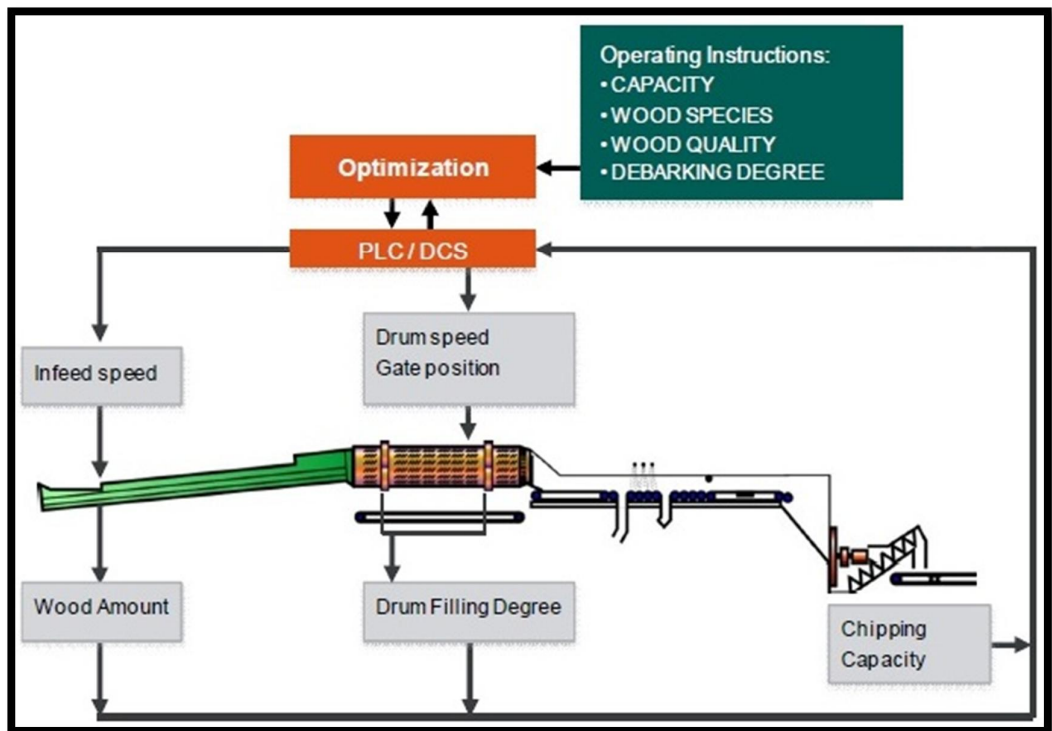 Operating Instructions:
• CAPACITY
• WOOD SPECIES
• WOOD QUALITY
• DEBARKING DEGREE
Optimization
PLC / DCS
Drum speed
Gate position
Infeed speed
Wood Amount
Drum Filling Degree
Chipping
Capacity